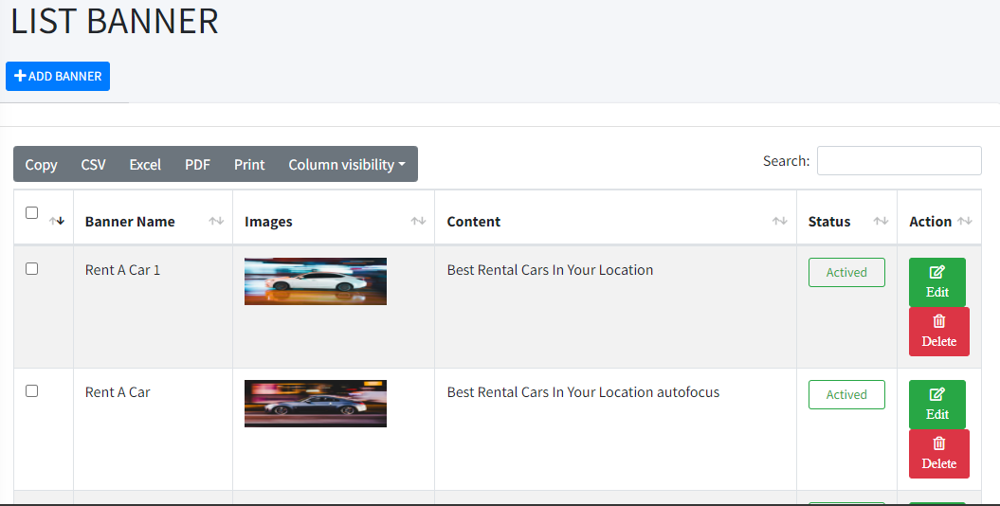 LIST BANNER
ADD BANNER
Copy CSV Excel PDF Print Column visibility
Search:
Banner Name Images Content Status Action
Rent A Car 1 Best Rental Cars In Your Location Actived Edit
Delete
Rent A Car Best Rental Cars In Your Location autofocus Actived Edit
Delete